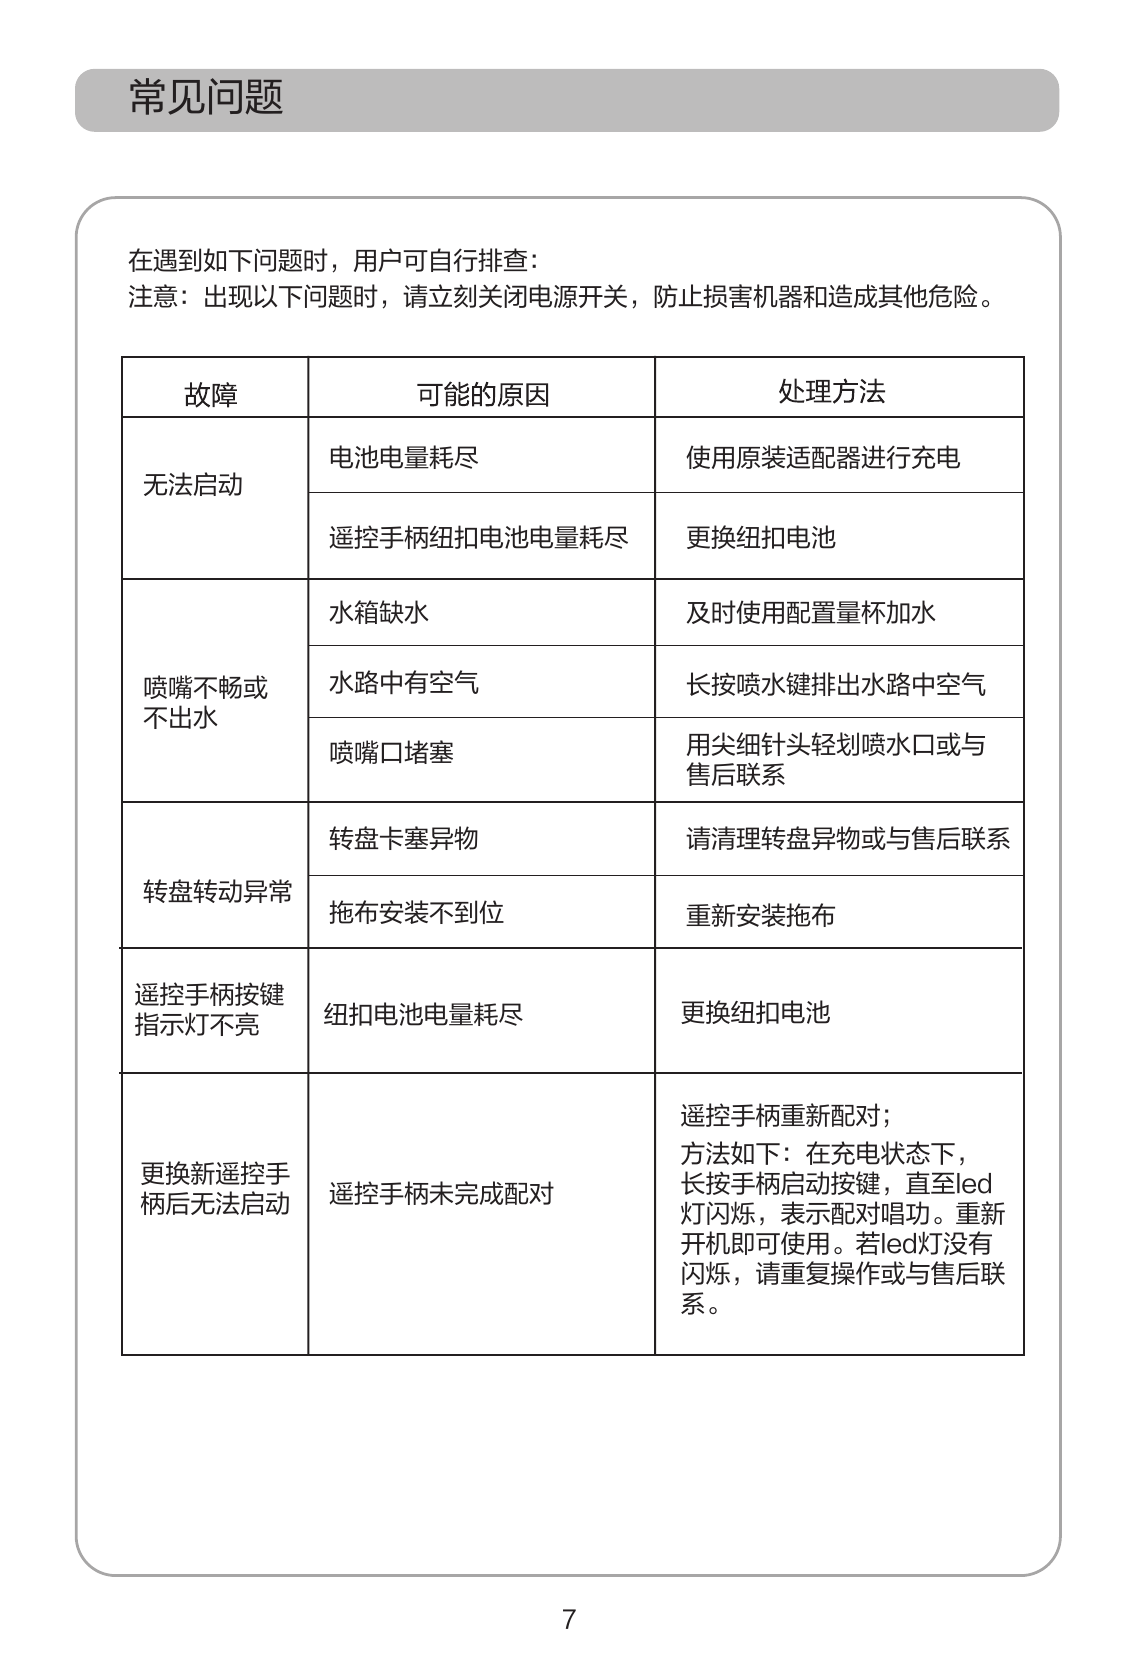 常见问题
在遇到如下问题时，用户可自行排查：
注意：出现以下问题时，请立刻关闭电源开关，防止损害机器和造成其他危险。
故障
可能的原因
处理方法
无法启动
电池电量耗尽
使用原装适配器进行充电
遥控手柄纽扣电池电量耗尽
更换纽扣电池
喷嘴不畅或
不出水
水箱缺水
及时使用配置量杯加水
水路中有空气
长按喷水键排出水路中空气
喷嘴口堵塞
用尖细针头轻划喷水口或与
售后联系
转盘转动异常
转盘卡塞异物
请清理转盘异物或与售后联系
拖布安装不到位
重新安装拖布
遥控手柄按键
指示灯不亮
纽扣电池电量耗尽
更换纽扣电池
更换新遥控手
柄后无法启动
遥控手柄未完成配对
遥控手柄重新配对；
方法如下：在充电状态下，
长按手柄启动按键，直至led
灯闪烁，表示配对唱功。重新
开机即可使用。若led灯没有
闪烁，请重复操作或与售后联
系。
7